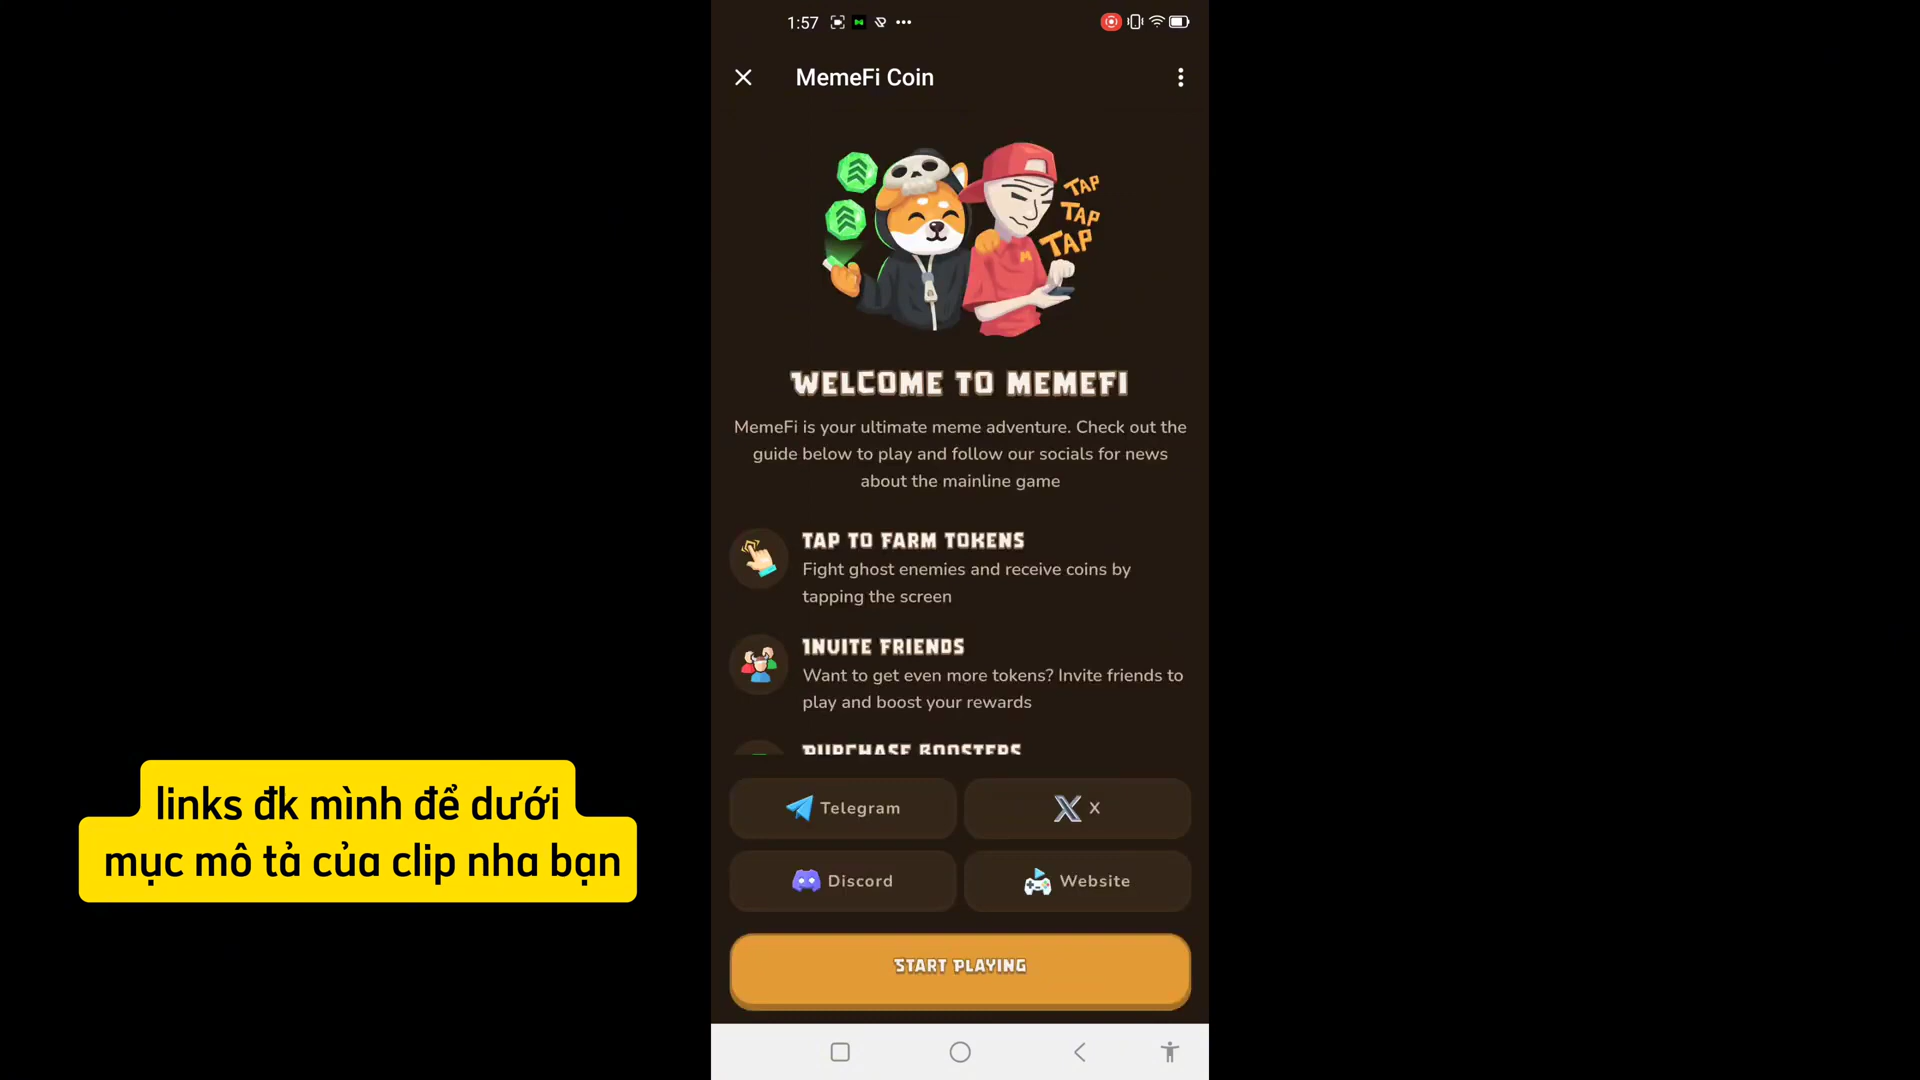 1:57
MemeFi Coin
TAP
TAP
TAP
WELCOME TO MEMEFI
MemeFi is your ultimate meme adventure. Check out the
guide below to play and follow our socials for news
about the mainline game
TAP TO FARM TOKENS
Fight ghost enemies and receive coins by
tapping the screen
INVITE FRIENDS
Want to get even more tokens? Invite friends to
play and boost your rewards
PURCHASE BOOSTERS
Telegram
X
Discord
Website
START PLAYING
links đk mình để dưới
mục mô tả của clip nha bạn